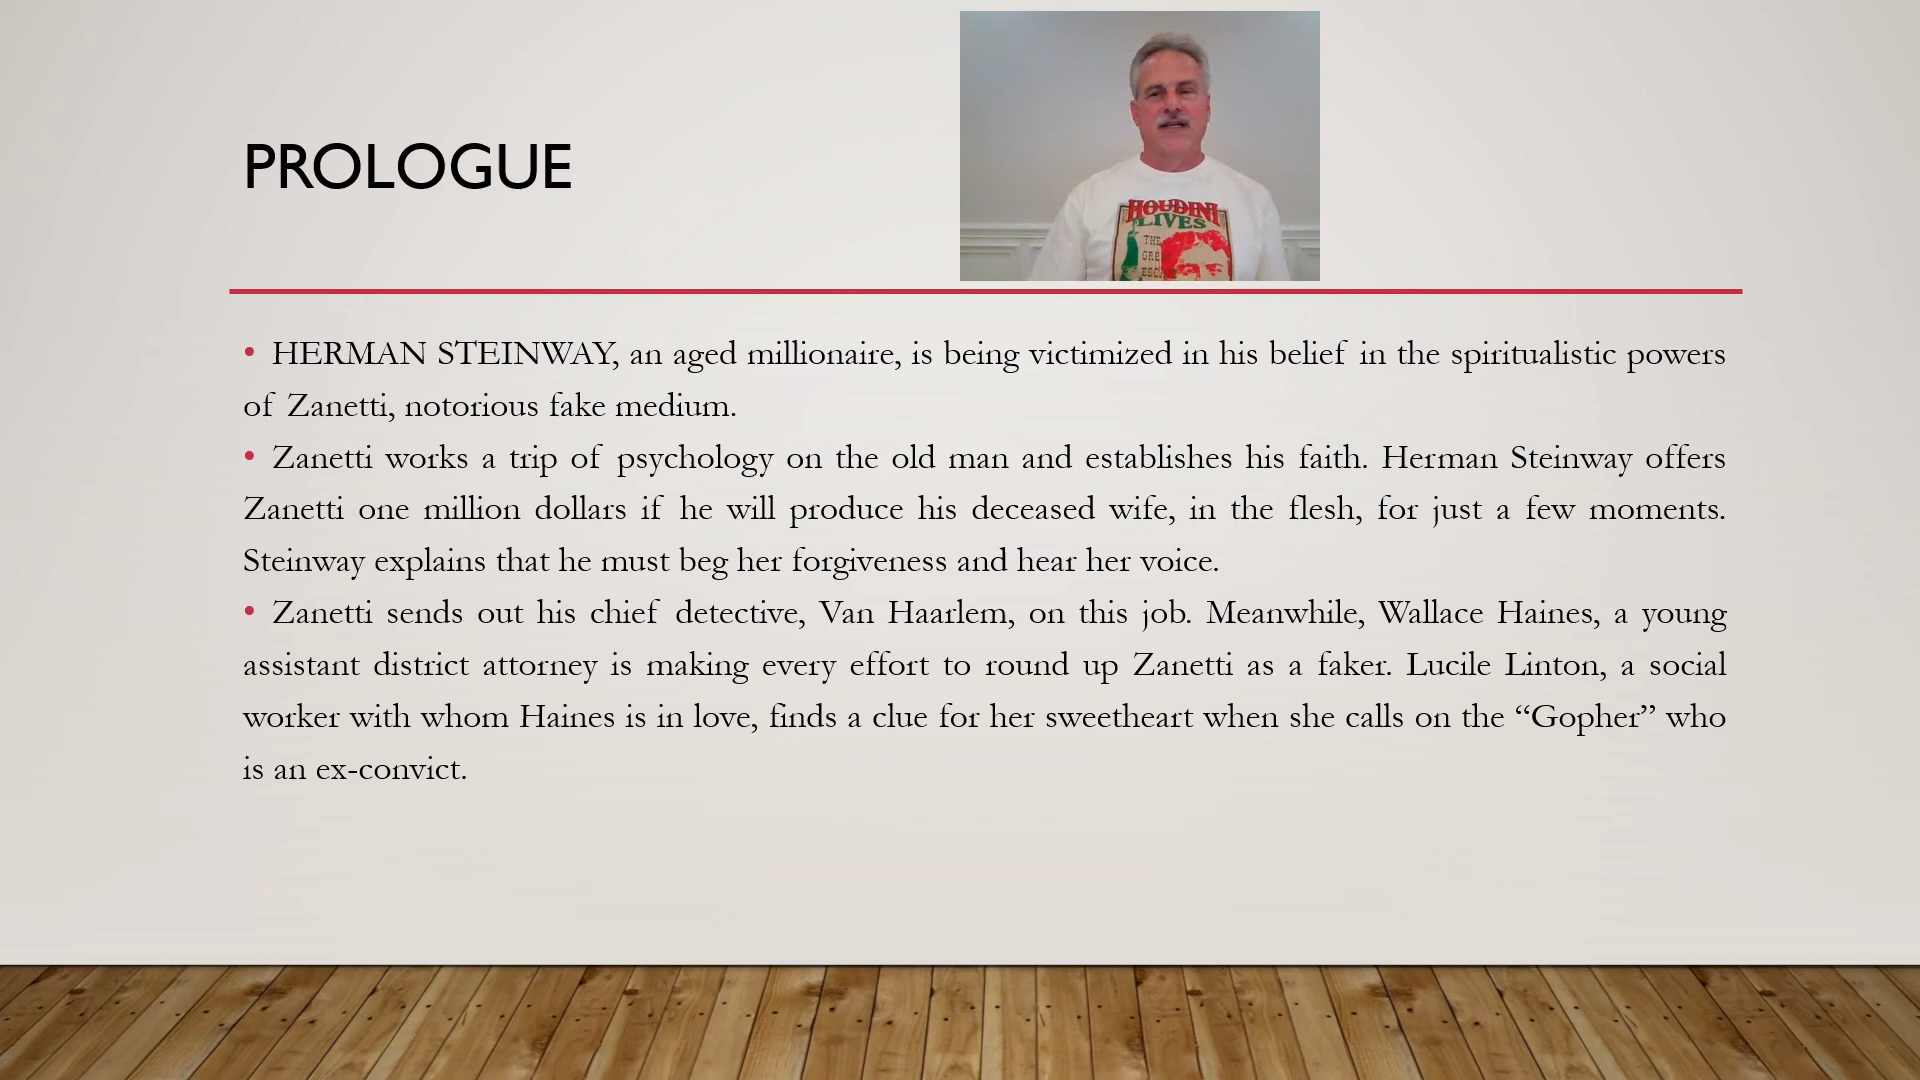 PROLOGUE
HOUDINI
LIVES
THE
• HERMAN STEINWAY, an aged millionaire, is being victimized in his belief in the spiritualistic powers
of Zanetti, notorious fake medium.
• Zanetti works a trip of psychology on the old man and establishes his faith. Herman Steinway offers
Zanetti one million dollars if he will produce his deceased wife, in the flesh, for just a few moments.
Steinway explains that he must beg her forgiveness and hear her voice.
• Zanetti sends out his chief detective, Van Haarlem, on this job. Meanwhile, Wallace Haines, a young
assistant district attorney is making every effort to round up Zanetti as a faker. Lucile Linton, a social
worker with whom Haines is in love, finds a clue for her sweetheart when she calls on the “Gopher” who
is an ex-convict.